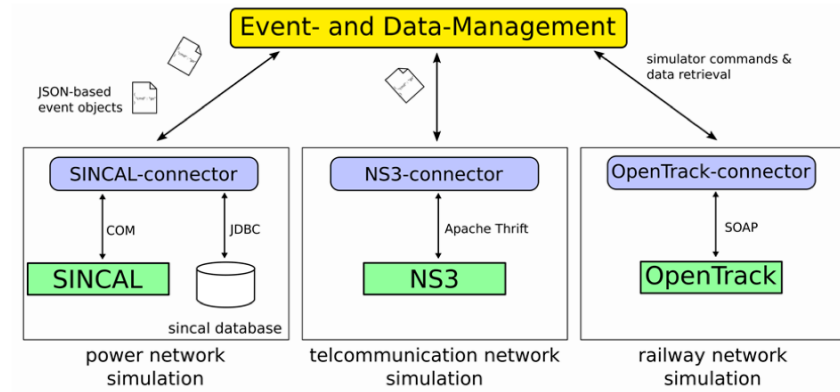 Event- and Data-Management
JSON-based
event objects
simulator commands &
data retrieval
SINCAL-connector
NS3-connector
OpenTrack-connector
COM
JDBC
Apache Thrift
SOAP
SINCAL
NS3
OpenTrack
sincal database
power network
simulation
telcommunication network
simulation
railway network
simulation